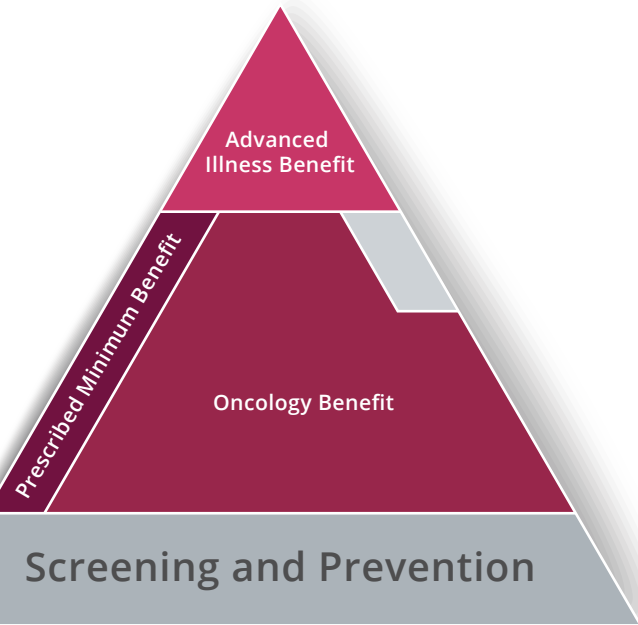 Advanced
Illness Benefit
Prescribed Minimum Benefit
Oncology Benefit
Screening and Prevention